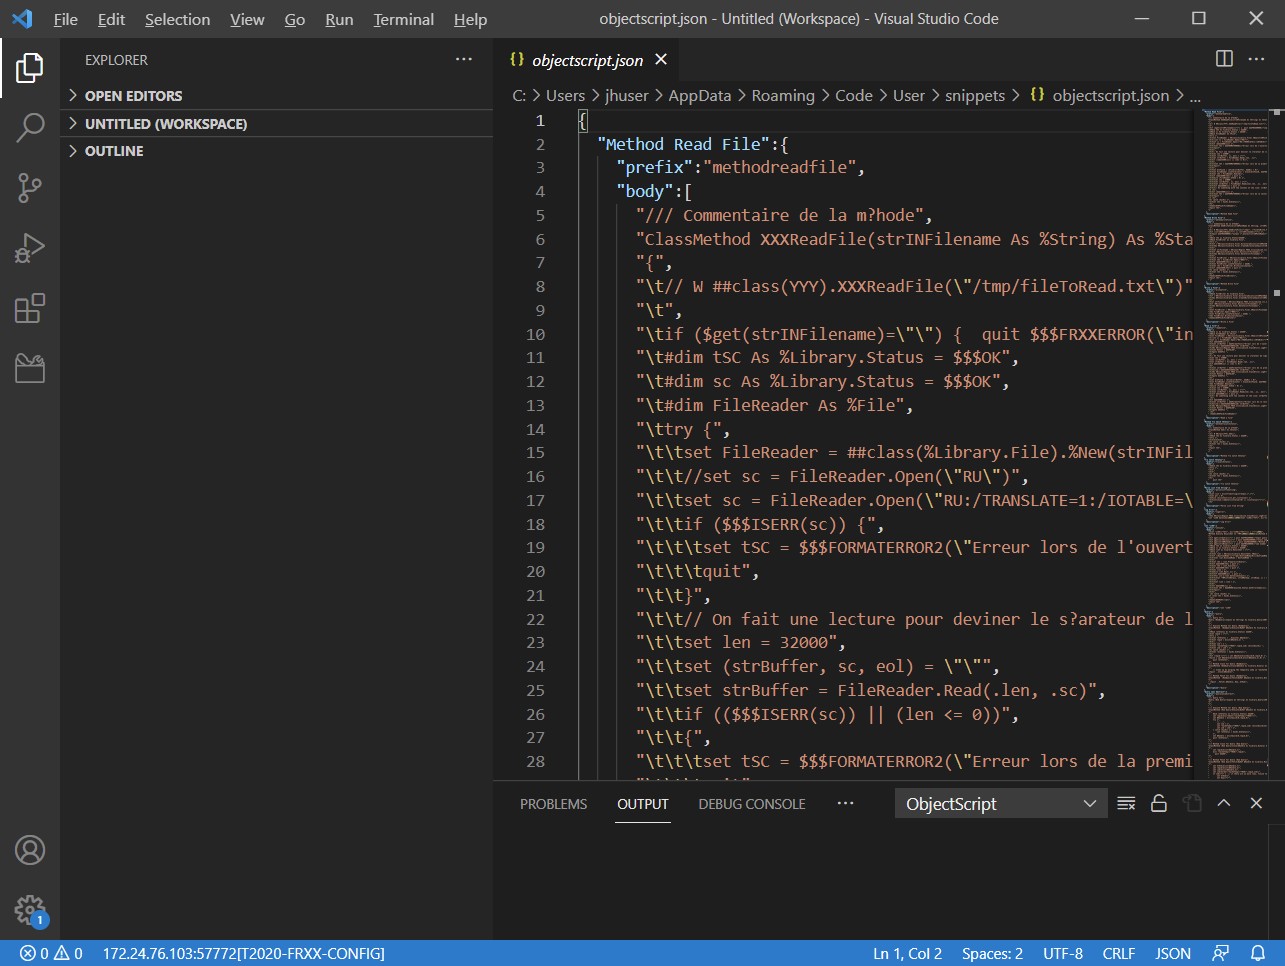 File Edit Selection View Go Run Terminal Help objectscript.json - Untitled (Workspace) - Visual Studio Code
EXPLORER
OPEN EDITORS
UNTITLED (WORKSPACE)
OUTLINE
{} objectscript.json
C: > Users > jhuser > AppData > Roaming > Code > User > snippets > {} objectscript.json > ...
1 {
2 "Method Read File":{
3 "prefix":"methodreadfile",
4 "body":[
5 "/// Commentaire de la m?hode",
6 "ClassMethod XXXReadFile(strINFilename As %String) As %Sta
7 "{",
8 "\t// W ##class(YYY).XXXReadFile(\"/tmp/fileToRead.txt\")"
9 "\t",
10 "\tif ($get(strINFilename)=\"\") {  quit $$$FRXXERROR(\"in
11 "\t#dim tSC As %Library.Status = $$$OK",
12 "\t#dim sc As %Library.Status = $$$OK",
13 "\t#dim FileReader As %File",
14 "\ttry {",
15 "\t\tset FileReader = ##class(%Library.File).%New(strINFil
16 "\t\t//set sc = FileReader.Open(\"RU\")",
17 "\t\tset sc = FileReader.Open(\"RU:/TRANSLATE=1:/IOTABLE=\
18 "\t\tif ($$$ISERR(sc)) {",
19 "\t\t\tset tSC = $$$FORMATERROR2(\"Erreur lors de l'ouvert
20 "\t\t\tquit",
21 "\t\t}",
22 "\t\t// On fait une lecture pour deviner le s?arateur de l
23 "\t\tset len = 32000",
24 "\t\tset (strBuffer, sc, eol) = \"\"",
25 "\t\tset strBuffer = FileReader.Read(.len, .sc)",
26 "\t\tif (($$$ISERR(sc)) || (len <= 0))",
27 "\t\t{",
28 "\t\t\tset tSC = $$$FORMATERROR2(\"Erreur lors de la premi
PROBLEMS OUTPUT DEBUG CONSOLE ··· ObjectScript
1
0 0 172.24.76.103:57772[T2020-FRXX-CONFIG] Ln 1, Col 2 Spaces: 2 UTF-8 CRLF JSON